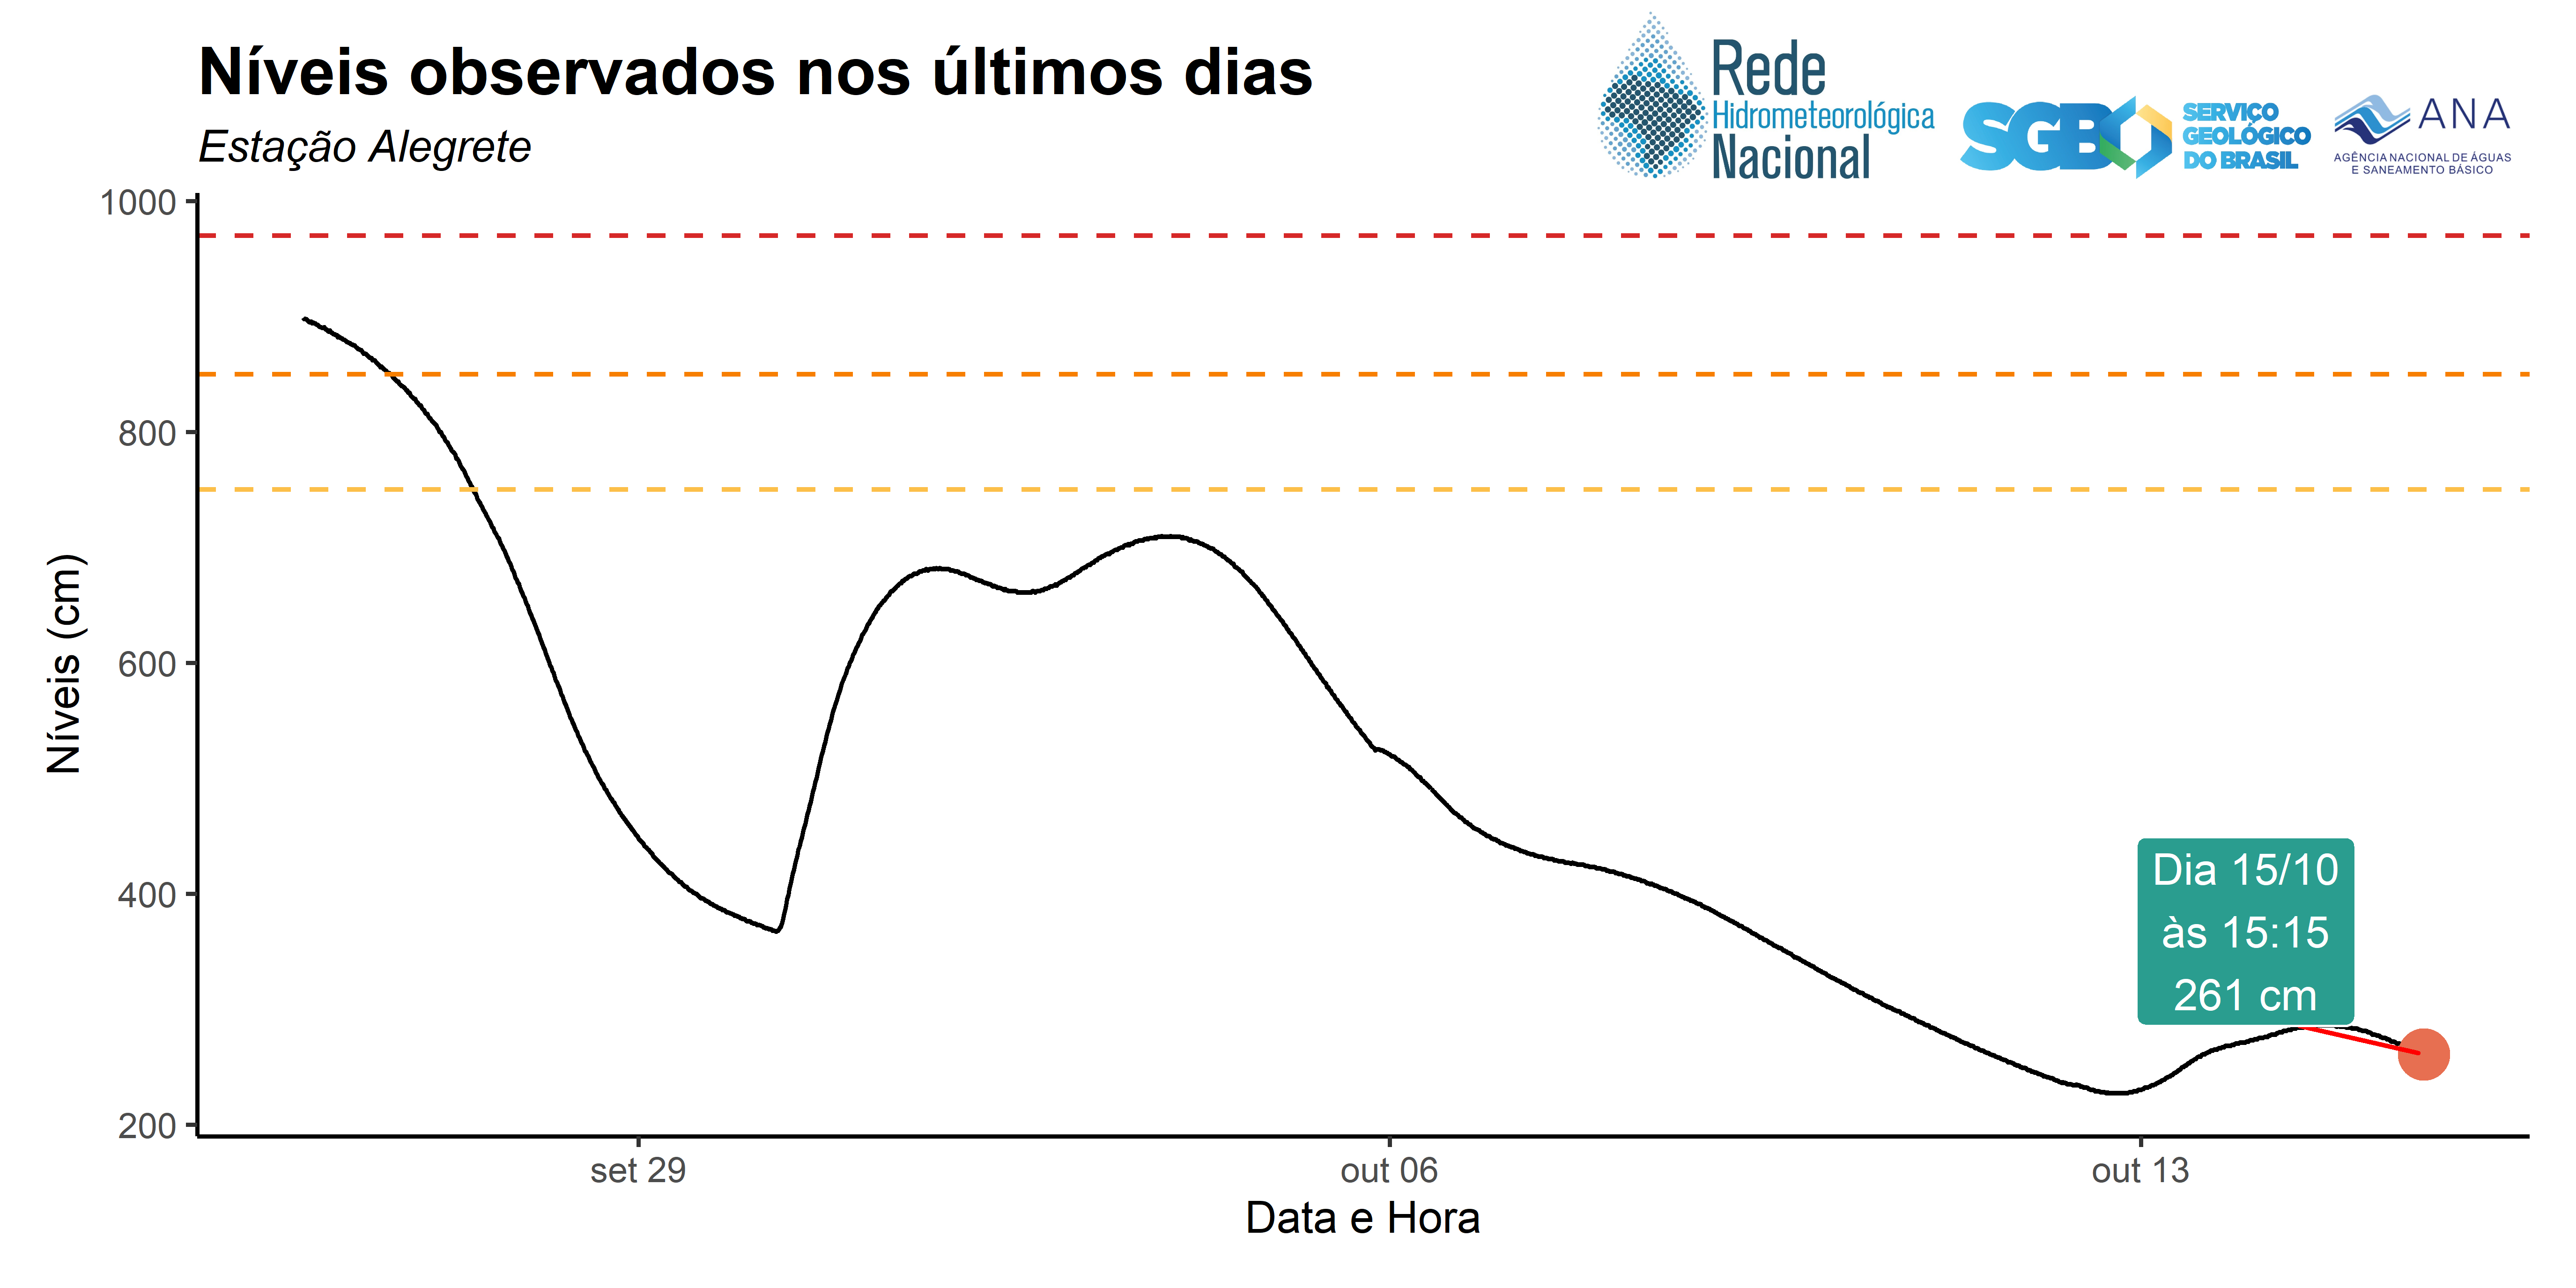 Níveis observados nos últimos dias
Estação Alegrete
Rede
Hidrometeorológica
Nacional
SGB
SERVIÇO
GEOLÓGICO
DO BRASIL
ANA
AGÊNCIA NACIONAL DE ÁGUAS
E SANEAMENTO BÁSICO
1000
800
600
400
200
Níveis (cm)
Dia 15/10
às 15:15
261 cm
set 29
out 06
out 13
Data e Hora